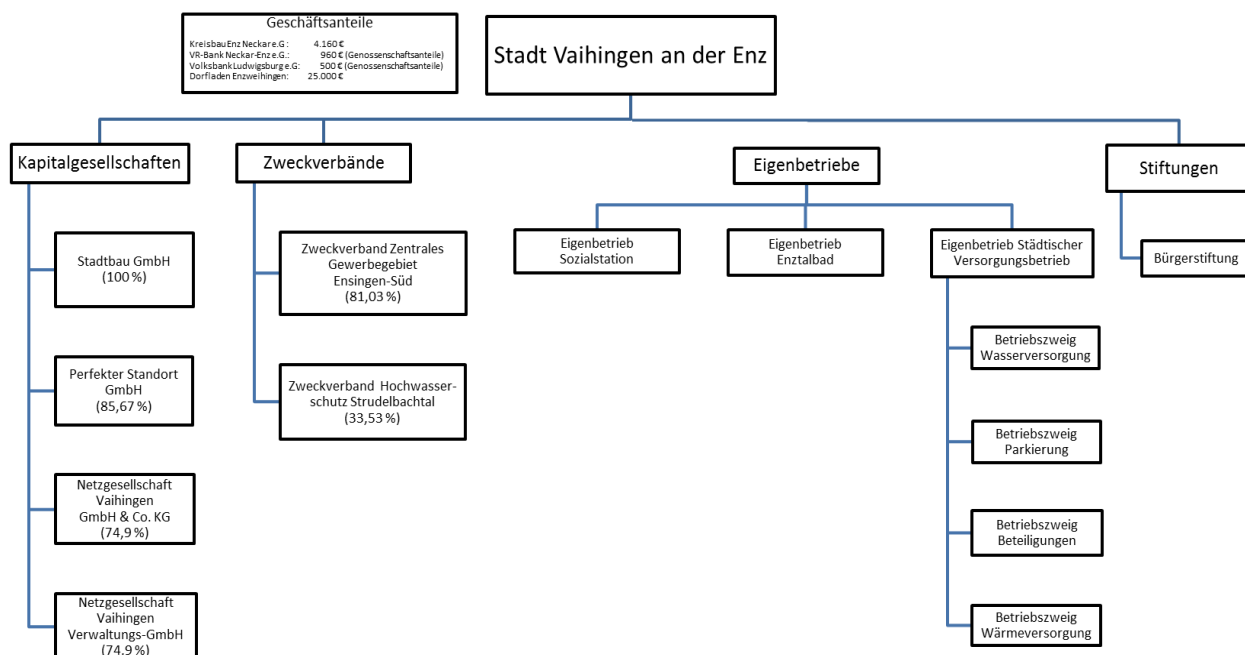 Geschäftsanteile
Kreisbau Enz Neckar e.G: 4.160 €
VR-Bank Neckar-Enz e.G.: 960 € (Genossenschaftsanteile)
Volksbank Ludwigsburg e.G: 500 € (Genossenschaftsanteile)
Dorfladen Enzweihingen: 25.000 €
Stadt Vaihingen an der Enz
Kapitalgesellschaften
Stadtbau GmbH
(100 %)
Perfekter Standort
GmbH
(85,67 %)
Netzgesellschaft
Vaihingen
GmbH & Co. KG
(74,9 %)
Netzgesellschaft
Vaihingen
Verwaltungs-GmbH
(74,9 %)
Zweckverbände
Zweckverband Zentrales
Gewerbegebiet
Ensingen-Süd
(81,03 %)
Zweckverband Hochwasser-
schutz Strudelbachtal
(33,53 %)
Eigenbetriebe
Eigenbetrieb
Sozialstation
Eigenbetrieb
Enztalbad
Eigenbetrieb Städtischer
Versorgungsbetrieb
Betriebszweig
Wasserversorgung
Betriebszweig
Parkierung
Betriebszweig
Beteiligungen
Betriebszweig
Wärmeversorgung
Stiftungen
Bürgerstiftung